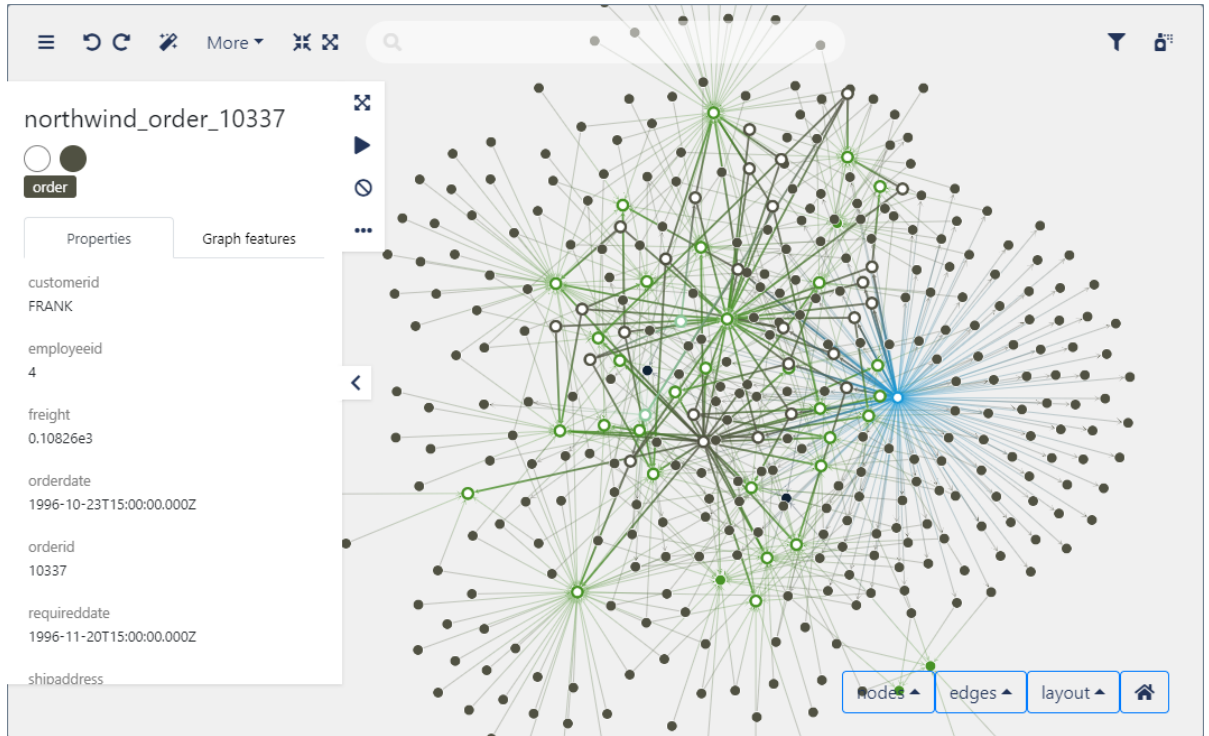 More
northwind_order_10337
order
Properties
Graph features
customerid
FRANK
employeeid
4
freight
0.10826e3
orderdate
1996-10-23T15:00:00.000Z
orderid
10337
requireddate
1996-11-20T15:00:00.000Z
shipaddress
nodes
edges
layout